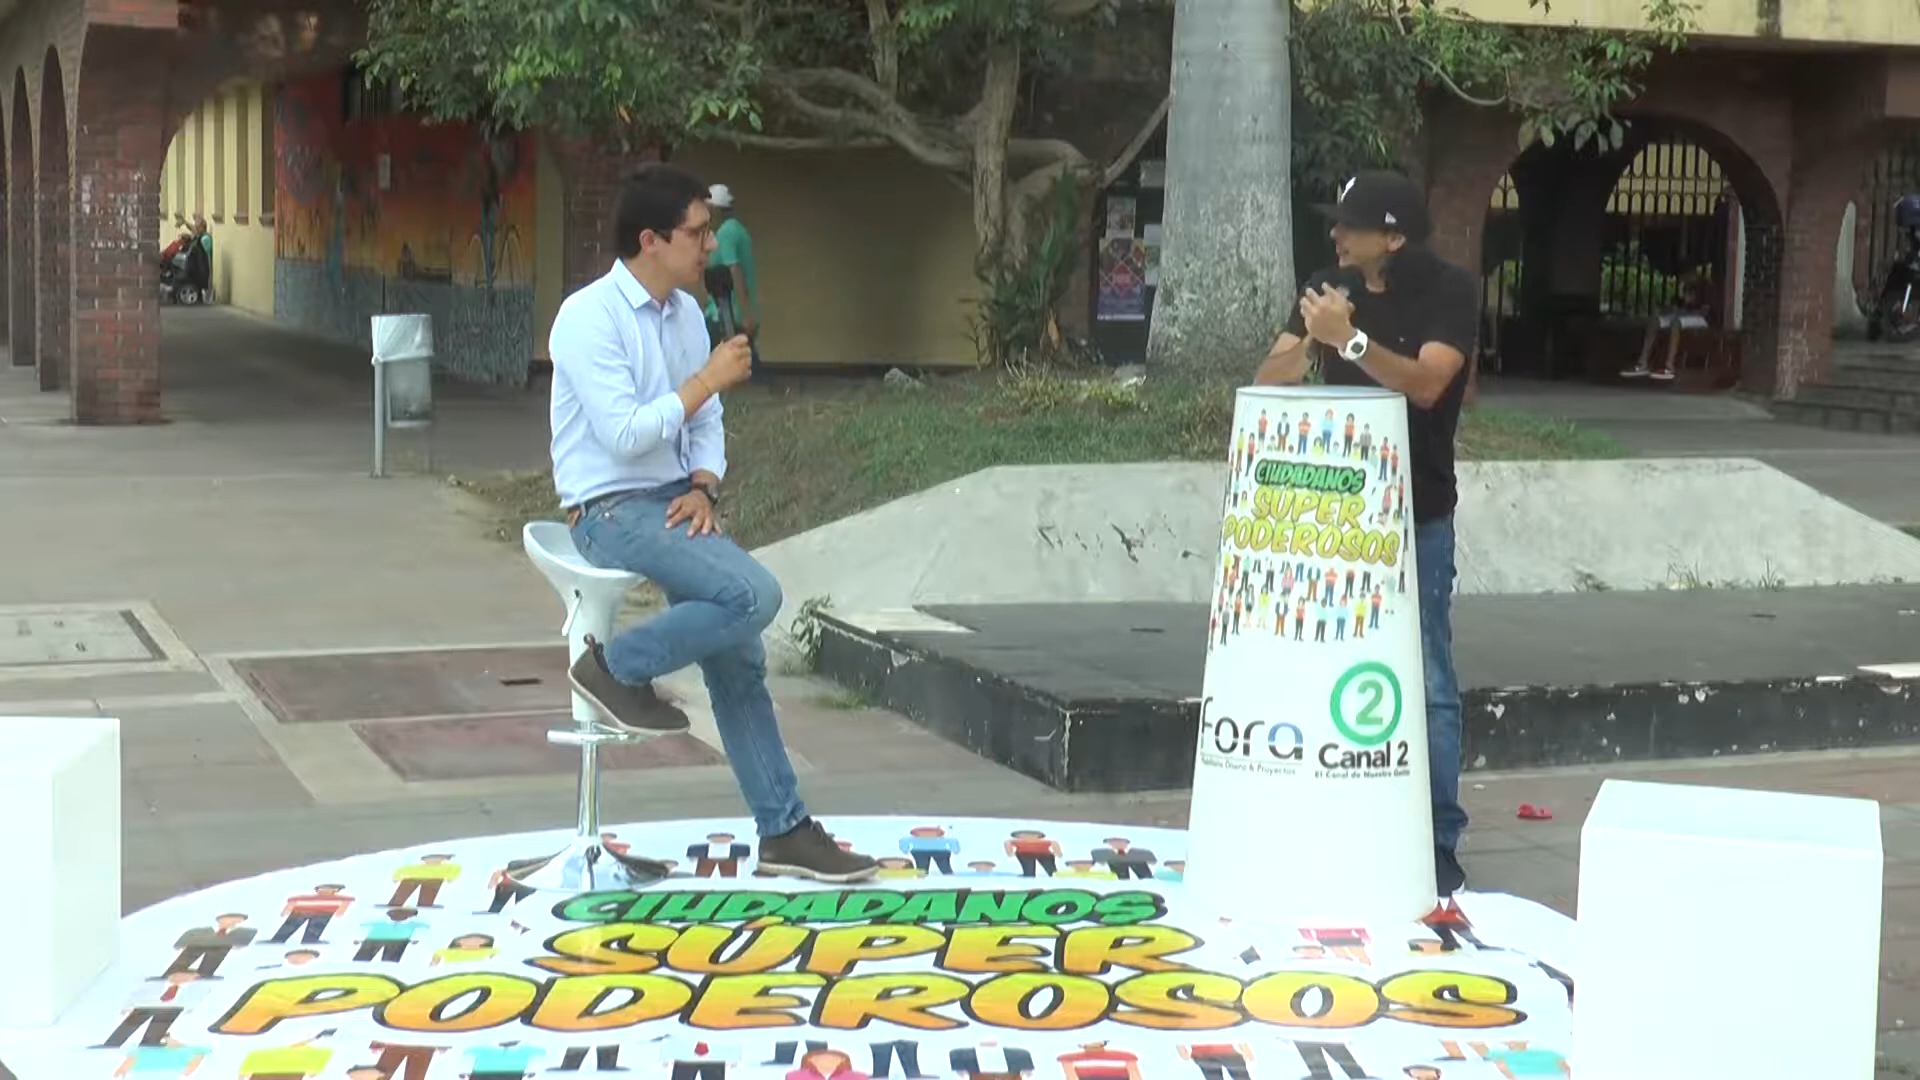 CIUDADANOS
SÚPER
PODEROSOS
fora
2
Canal 2
El Canal de Nuestra Gente
CIUDADANOS
SÚPER
PODEROSOS